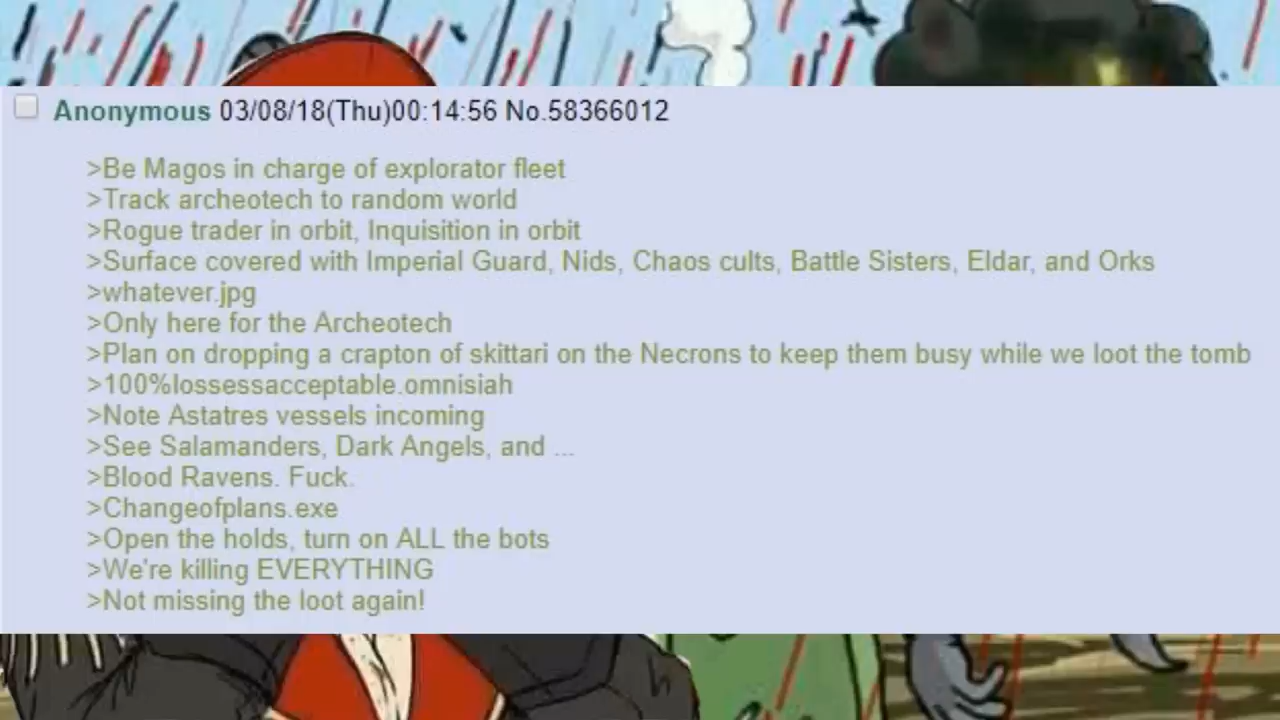 Anonymous 03/08/18(Thu)00:14:56 No.58366012
>Be Magos in charge of explorator fleet
>Track archeotech to random world
>Rogue trader in orbit, Inquisition in orbit
>Surface covered with Imperial Guard, Nids, Chaos cults, Battle Sisters, Eldar, and Orks
>whatever.jpg
>Only here for the Archeotech
>Plan on dropping a crapton of skittari on the Necrons to keep them busy while we loot the tomb
>100%lossessacceptable.omnisiah
>Note Astatres vessels incoming
>See Salamanders, Dark Angels, and ...
>Blood Ravens. Fuck.
>Changeofplans.exe
>Open the holds, turn on ALL the bots
>We're killing EVERYTHING
>Not missing the loot again!